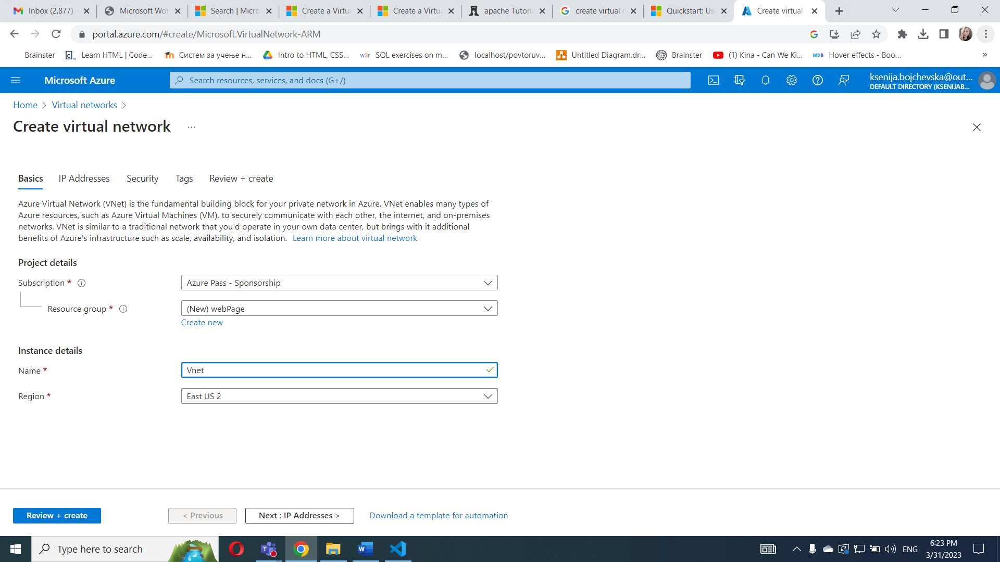 Inbox (2,877) -
Microsoft Wor
Search | Micro
Create a Virtua
Create a Virtua
apache Tutoria
create virtual n
Quickstart: Use
Create virtual
portal.azure.com/#create/Microsoft.VirtualNetwork-ARM
Brainster
Learn HTML | Code...
Систем за учење н...
Intro to HTML, CSS...
SQL exercises on m...
localhost/povtoruv...
Untitled Diagram.dr...
Brainster
(1) Kina - Can We Ki...
Hover effects - Boo...
»
Microsoft Azure
Search resources, services, and docs (G+/)
ksenija.bojchevska@out...
DEFAULT DIRECTORY (KSENIJAB...
Home > Virtual networks >
Create virtual network ...
Basics
IP Addresses
Security
Tags
Review + create
Azure Virtual Network (VNet) is the fundamental building block for your private network in Azure. VNet enables many types of
Azure resources, such as Azure Virtual Machines (VM), to securely communicate with each other, the internet, and on-premises
networks. VNet is similar to a traditional network that you'd operate in your own data center, but brings with it additional
benefits of Azure's infrastructure such as scale, availability, and isolation. Learn more about virtual network
Project details
Subscription *
Azure Pass - Sponsorship
Resource group *
(New) webPage
Create new
Instance details
Name *
Vnet
Region *
East US 2
Review + create
< Previous
Next : IP Addresses >
Download a template for automation
Type here to search
ENG
6:23 PM
3/31/2023